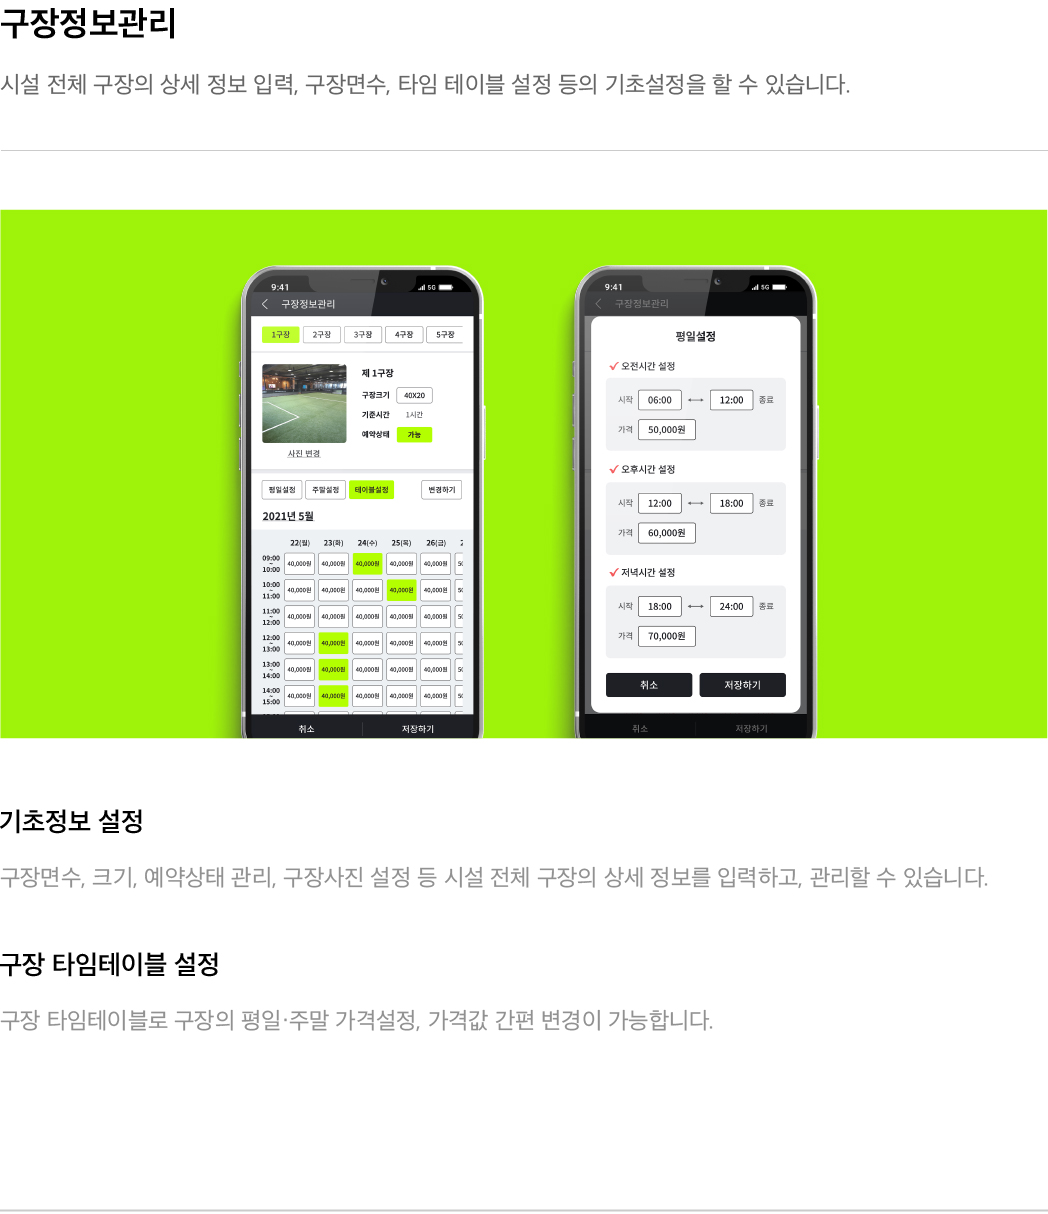 구장정보관리
시설 전체 구장의 상세 정보 입력, 구장면수, 타임 테이블 설정 등의 기초설정을 할 수 있습니다.
9:41
5G
구장정보관리
1구장 2구장 3구장 4구장 5구장
제 1구장
구장크기 40X20
기준시간 1시간
예약상태 가능
사진 변경
평일설정 주말설정 테이블설정 변경하기
2021년 5월
22(월) 23(화) 24(수) 25(목) 26(금)
09:00 ~ 10:00 40,000원 40,000원 40,000원 40,000원 40,000원 50
10:00 ~ 11:00 40,000원 40,000원 40,000원 40,000원 40,000원 50
11:00 ~ 12:00 40,000원 40,000원 40,000원 40,000원 40,000원 50
12:00 ~ 13:00 40,000원 40,000원 40,000원 40,000원 40,000원 50
13:00 ~ 14:00 40,000원 40,000원 40,000원 40,000원 40,000원 50
14:00 ~ 15:00 40,000원 40,000원 40,000원 40,000원 40,000원 50
취소 저장하기
9:41
5G
구장정보관리
평일설정
오전시간 설정
시작 06:00 12:00 종료
가격 50,000원
오후시간 설정
시작 12:00 18:00 종료
가격 60,000원
저녁시간 설정
시작 18:00 24:00 종료
가격 70,000원
취소 저장하기
취소 저장하기
기초정보 설정
구장면수, 크기, 예약상태 관리, 구장사진 설정 등 시설 전체 구장의 상세 정보를 입력하고, 관리할 수 있습니다.
구장 타임테이블 설정
구장 타임테이블로 구장의 평일·주말 가격설정, 가격값 간편 변경이 가능합니다.